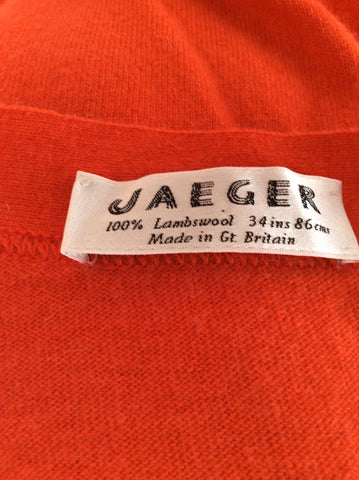 JAEGER
100% Lambswool 34 ins 86 cms
Made in Gt Britain